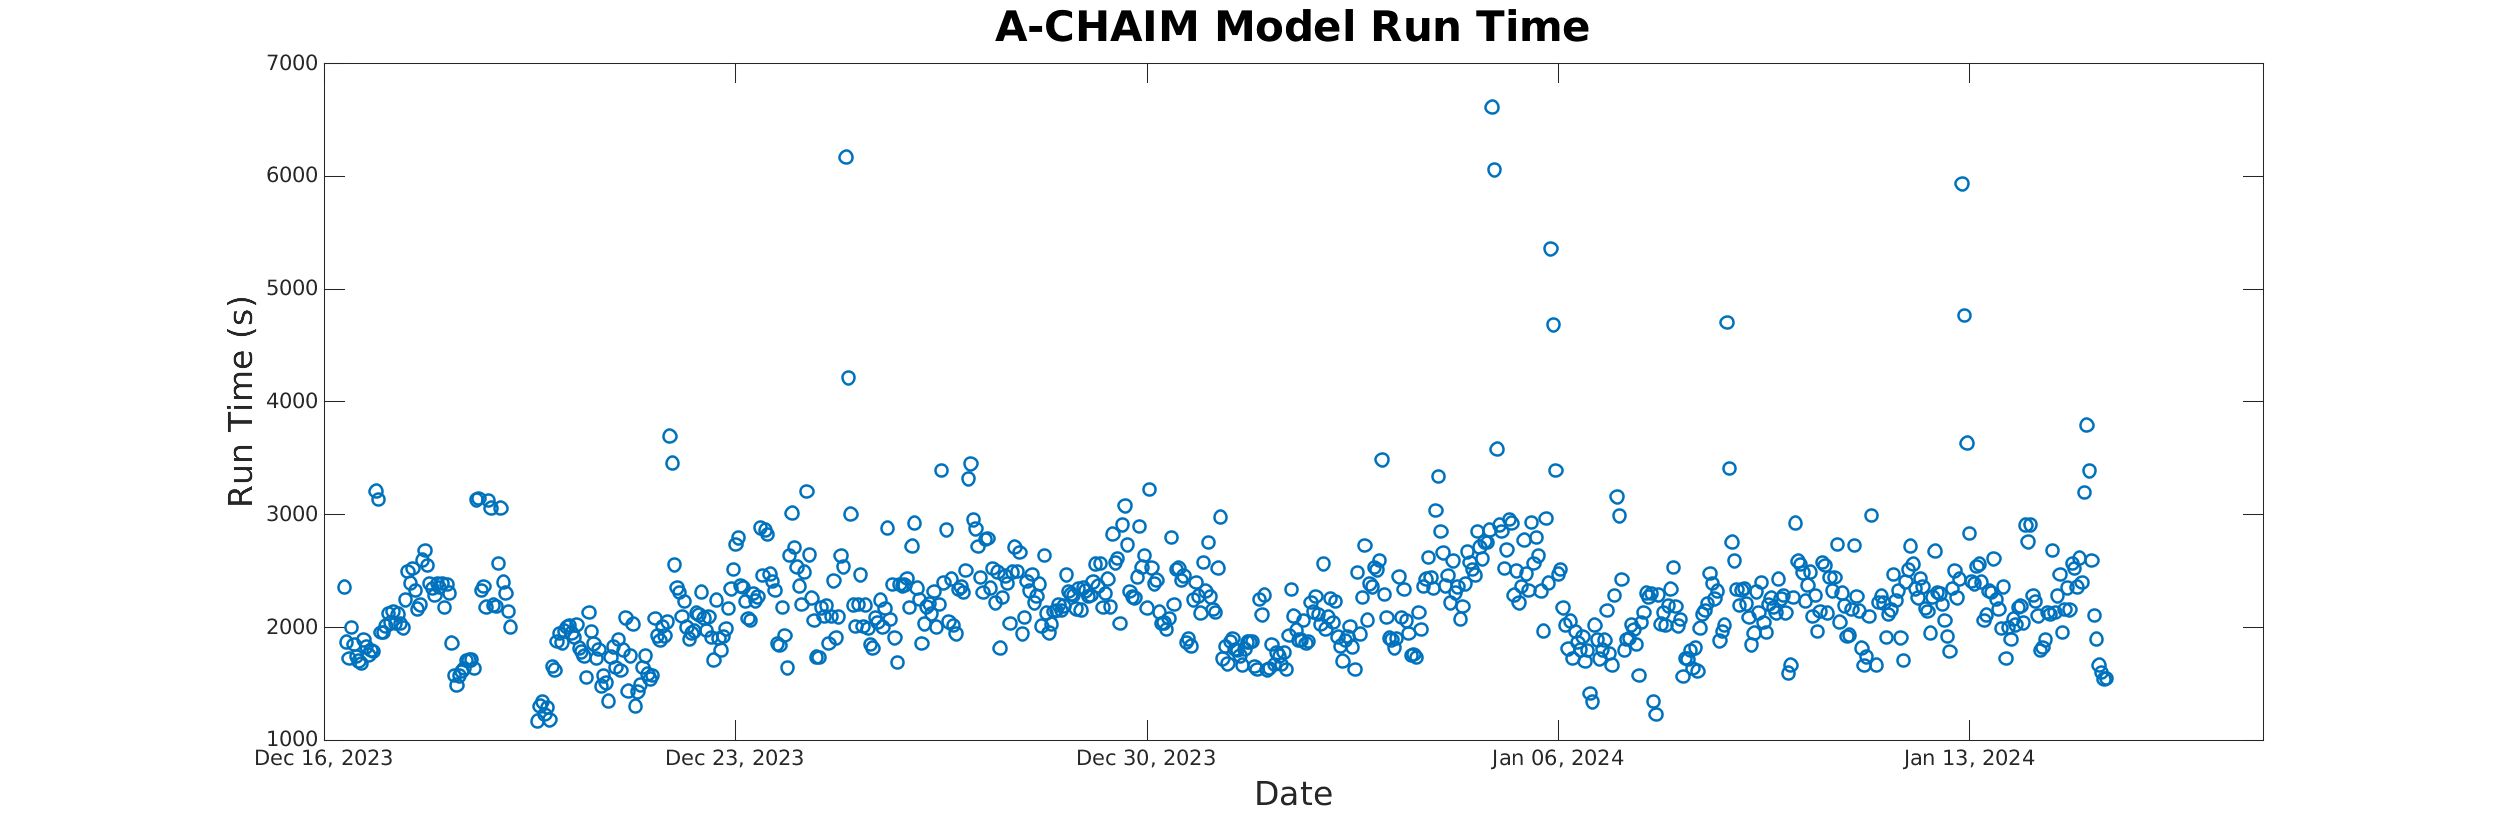 A-CHAIM Model Run Time
7000
6000
5000
4000
3000
2000
1000
Run Time (s)
Dec 16, 2023
Dec 23, 2023
Dec 30, 2023
Jan 06, 2024
Jan 13, 2024
Date